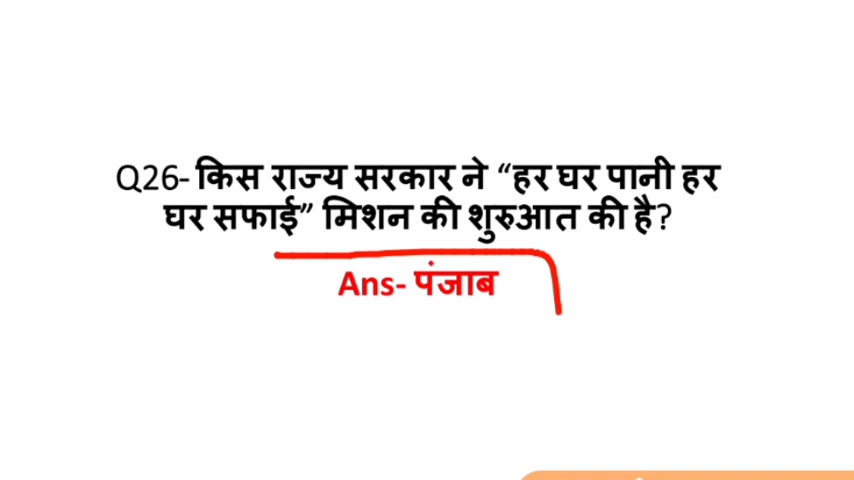 Q26- किस राज्य सरकार ने “हर घर पानी हर
घर सफाई” मिशन की शुरुआत की है?
Ans- पंजाब